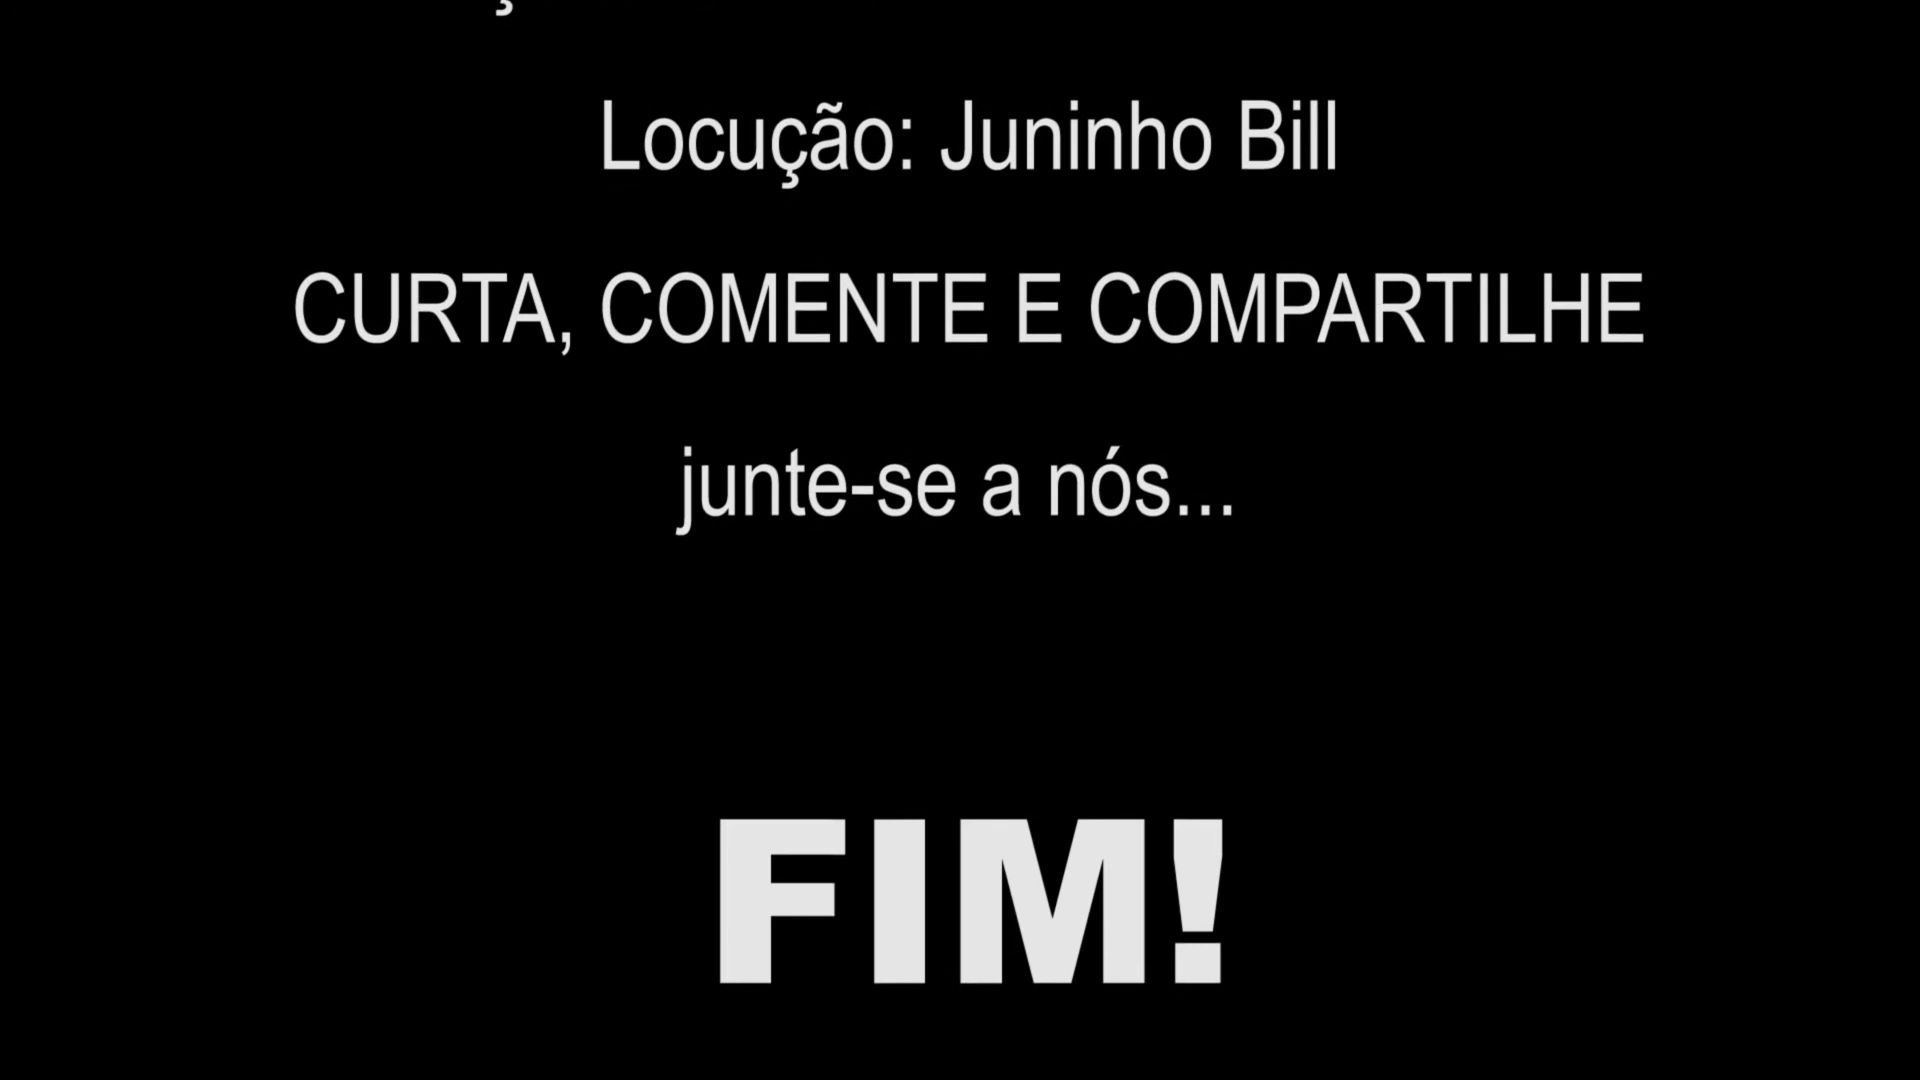 Locução: Juninho Bill
CURTA, COMENTE E COMPARTILHE
junte-se a nós...
FIM!